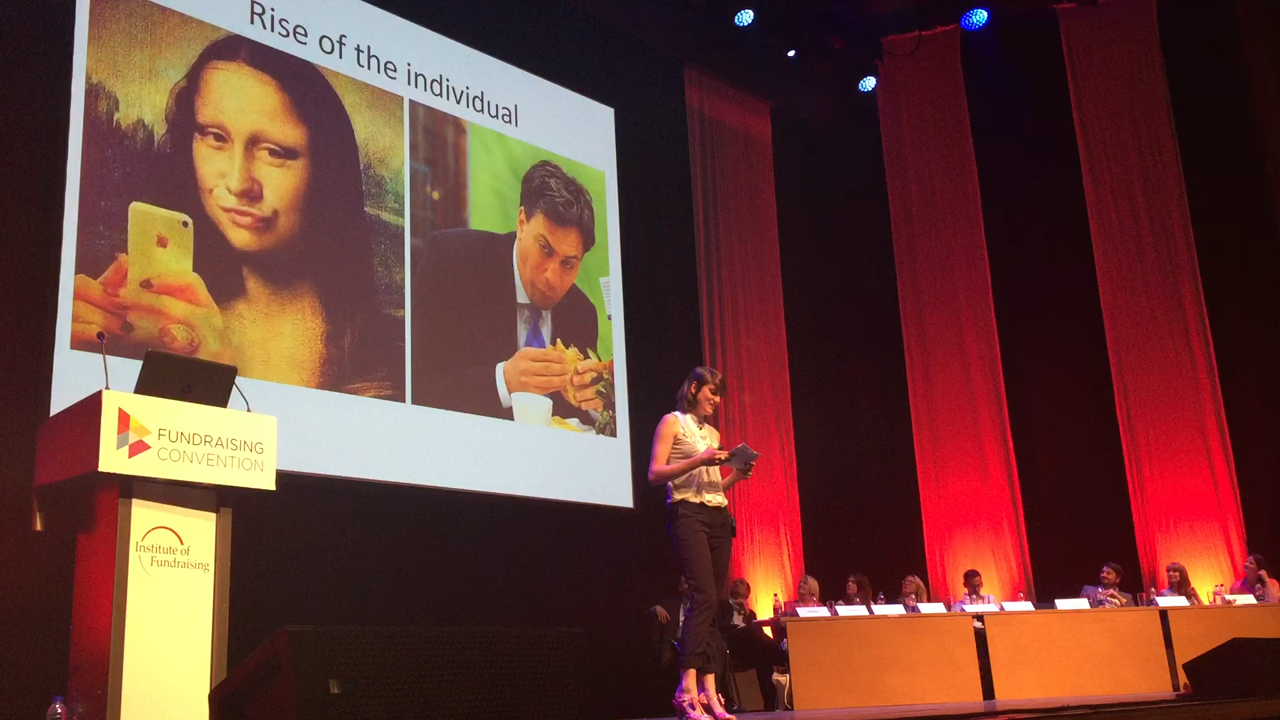 Rise of the individual
FUNDRAISING
CONVENTION
Institute of
Fundraising